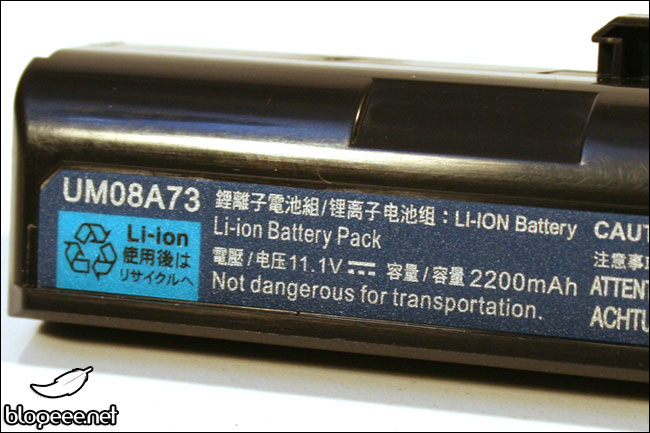 UM08A73
Li-ion
使用後は
リサイクルへ
鋰離子電池組/锂离子电池组 : LI-ION Battery
Li-ion Battery Pack
電壓 / 电压 11.1V ⎓ 容量 / 容量 2200mAh
Not dangerous for transportation.
CAUT
注意事項
ATTENT
ACHTU
blopeee.net